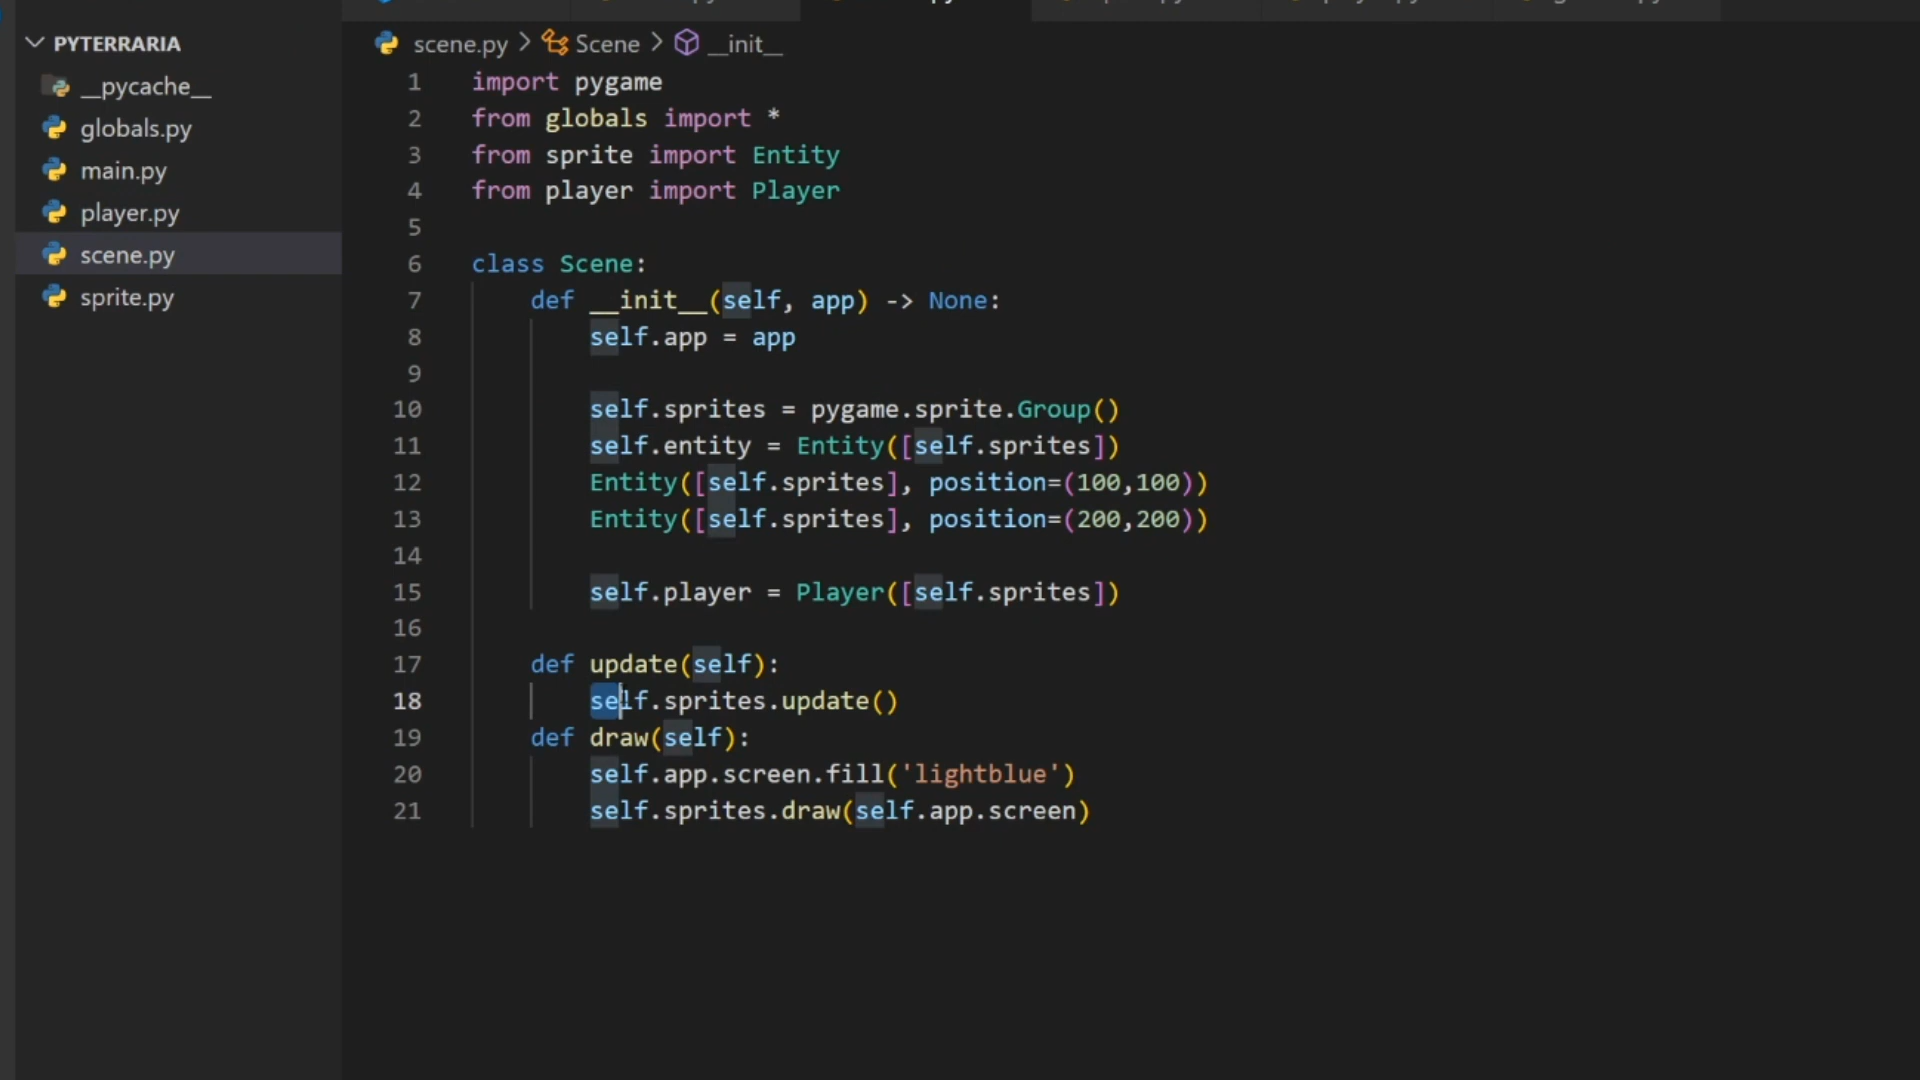 PYTERRARIA
__pycache__
globals.py
main.py
player.py
scene.py
sprite.py
scene.py > Scene > __init__
1 import pygame
2 from globals import *
3 from sprite import Entity
4 from player import Player
5
6 class Scene:
7 def __init__(self, app) -> None:
8 self.app = app
9
10 self.sprites = pygame.sprite.Group()
11 self.entity = Entity([self.sprites])
12 Entity([self.sprites], position=(100,100))
13 Entity([self.sprites], position=(200,200))
14
15 self.player = Player([self.sprites])
16
17 def update(self):
18 self.sprites.update()
19 def draw(self):
20 self.app.screen.fill('lightblue')
21 self.sprites.draw(self.app.screen)